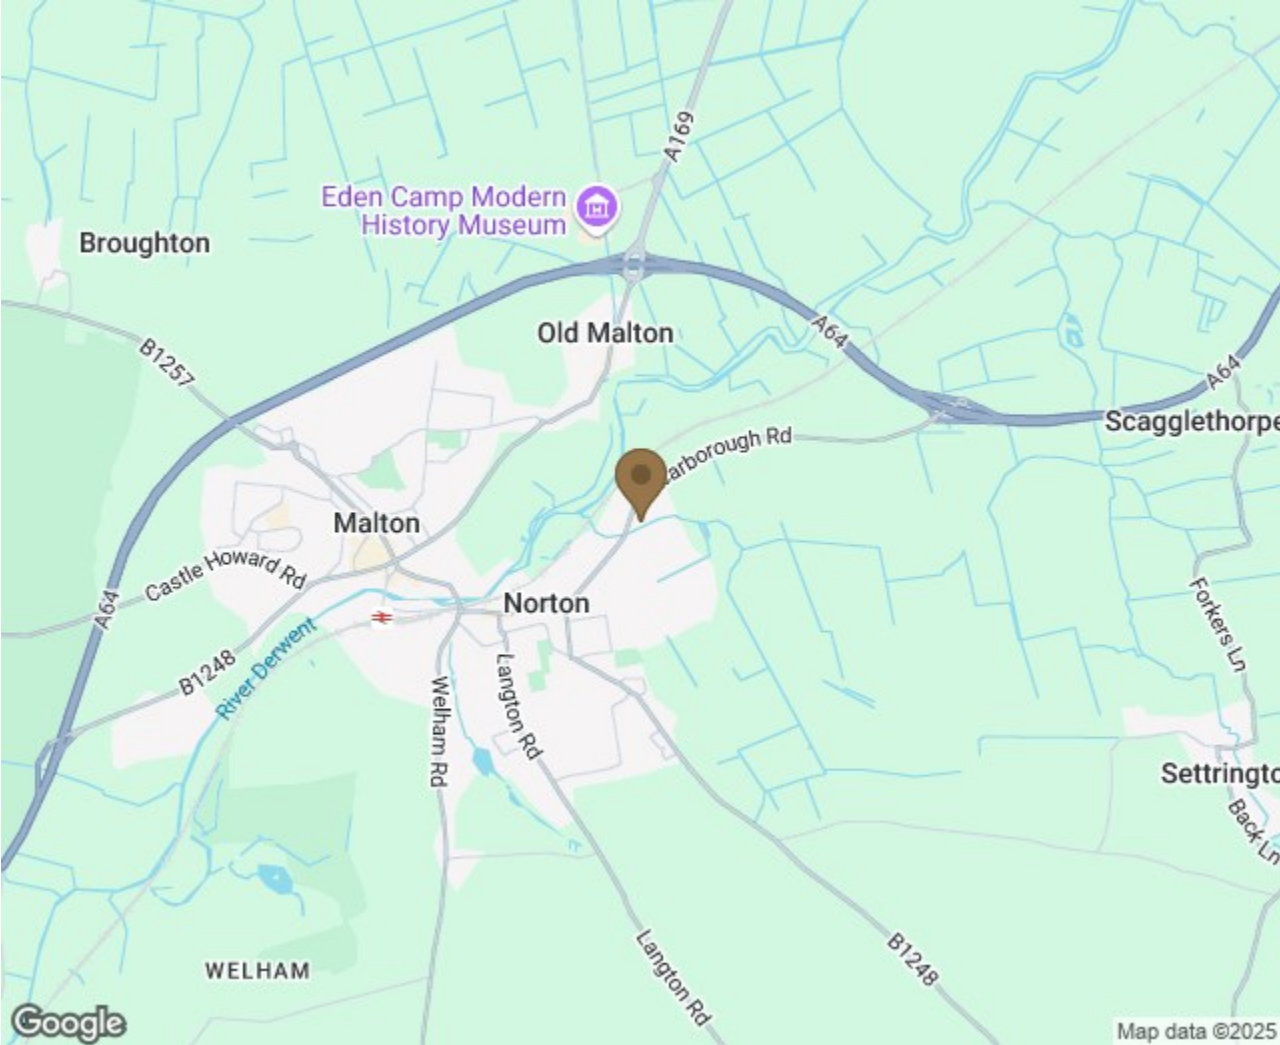 A169
Eden Camp Modern
History Museum
Broughton
Old Malton
A64
B1257
A64
Scagglethorpe
Scarborough Rd
Malton
Castle Howard Rd
A64
Norton
Forkers Ln
River Derwent
B1248
Langton Rd
Welham Rd
Settringto
Back Ln
B1248
WELHAM
Langton Rd
Google
Map data ©2025